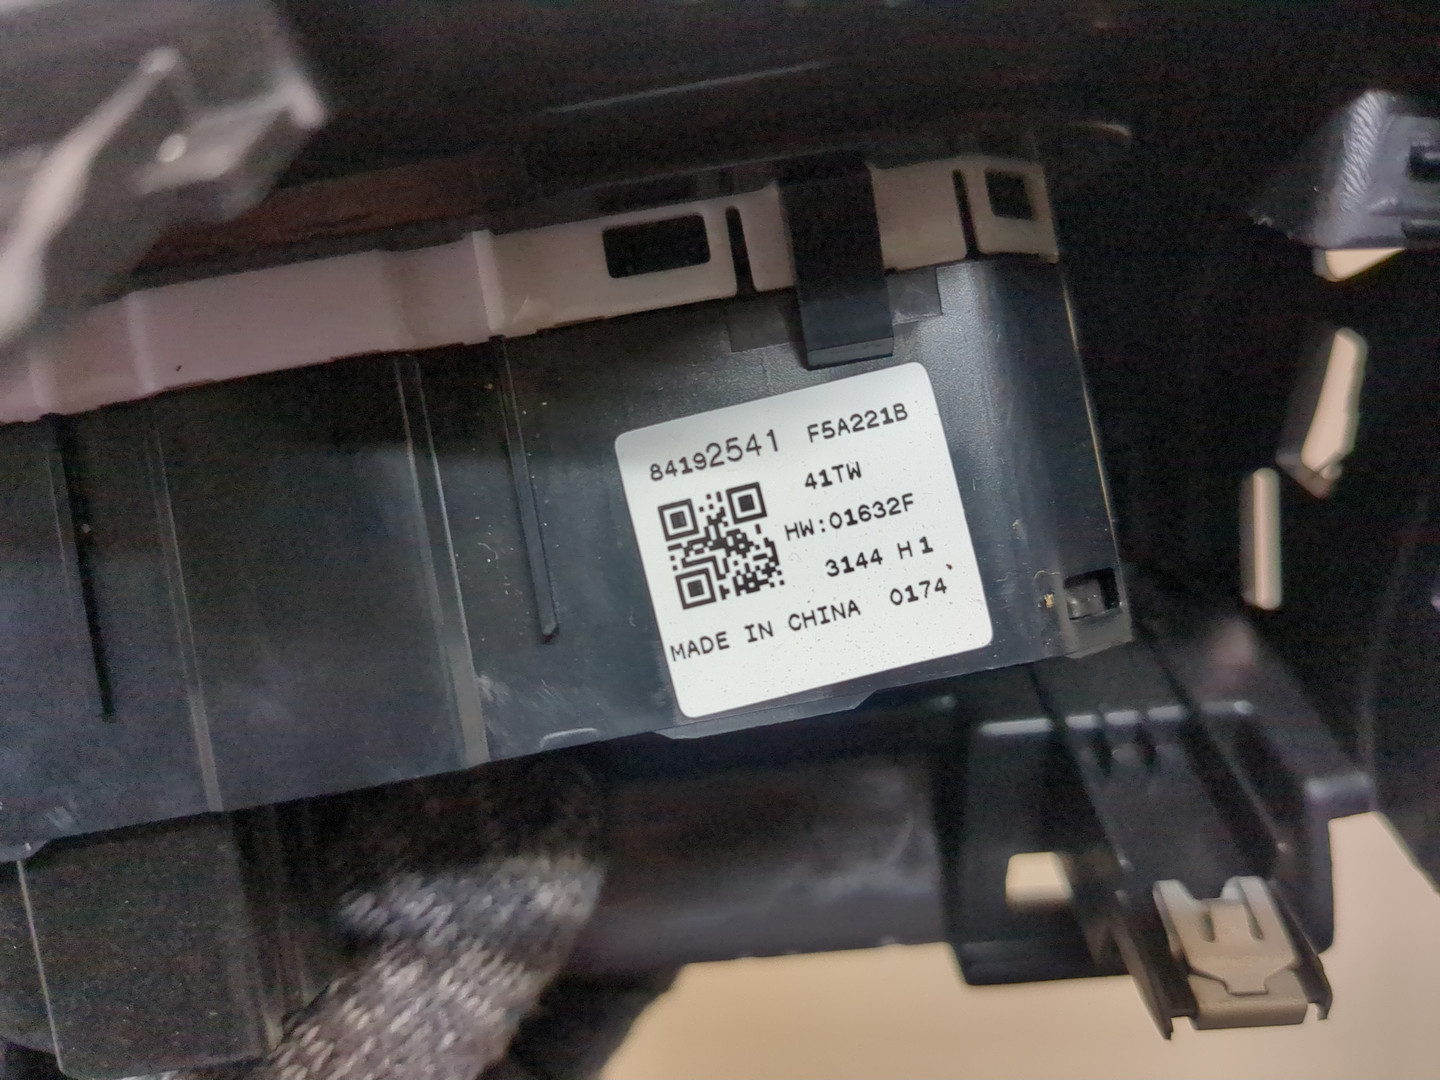 84192541 F5A221B
41TW
HW:01632F
3144 H1
MADE IN CHINA 0174